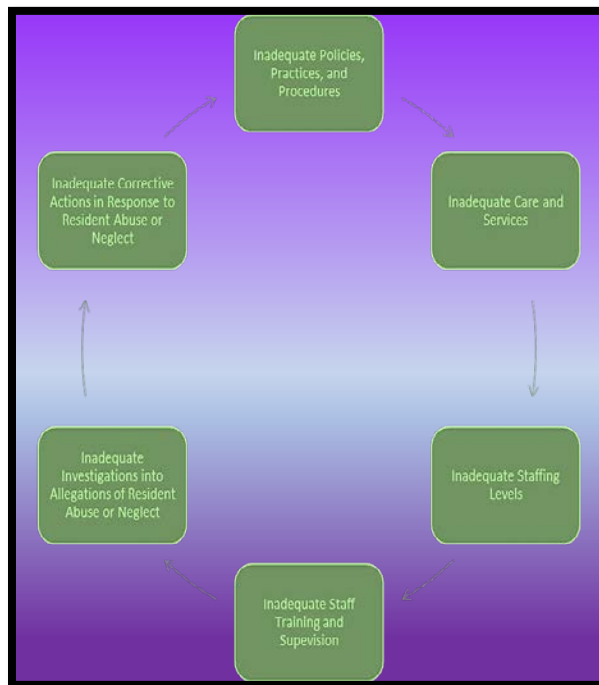 Inadequate Policies,
Practices, and
Procedures
Inadequate Care and
Services
Inadequate Staffing
Levels
Inadequate Staff
Training and
Supevision
Inadequate
Investigations into
Allegations of Resident
Abuse or Neglect
Inadequate Corrective
Actions in Response to
Resident Abuse or
Neglect